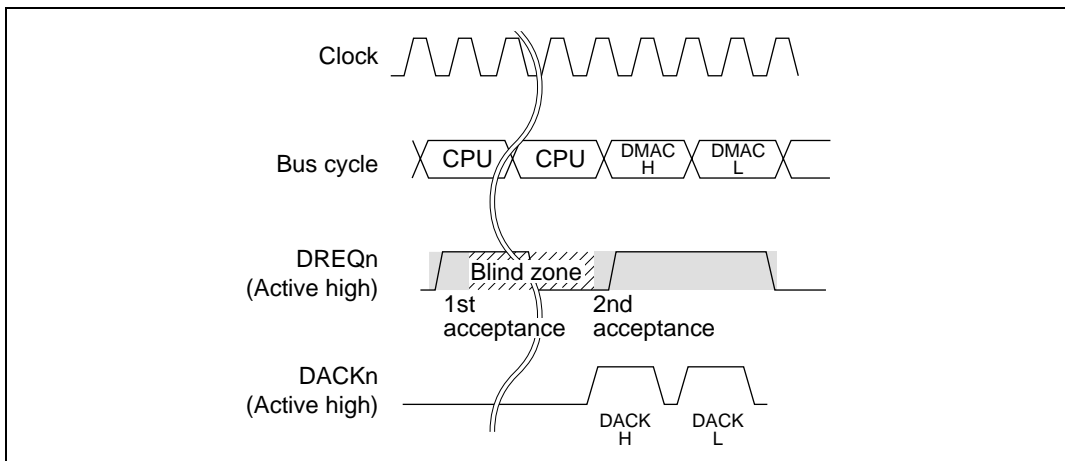 Clock
Bus cycle
CPU
CPU
DMAC
H
DMAC
L
DREQn
(Active high)
Blind zone
1st
acceptance
2nd
acceptance
DACKn
(Active high)
DACK
H
DACK
L